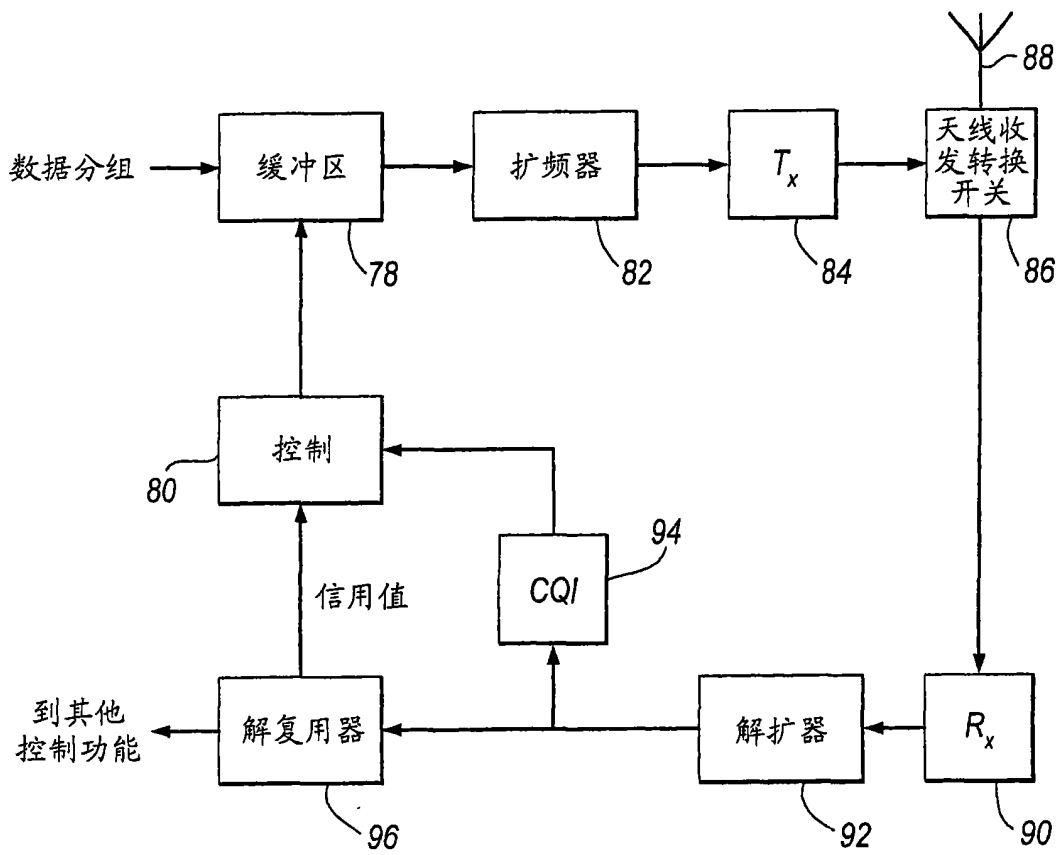 88
数据分组
缓冲区
扩频器
Tx
天线收
发转换
开关
78
82
84
86
控制
80
94
CQI
信用值
到其他
控制功能
解复用器
解扩器
Rx
96
92
90